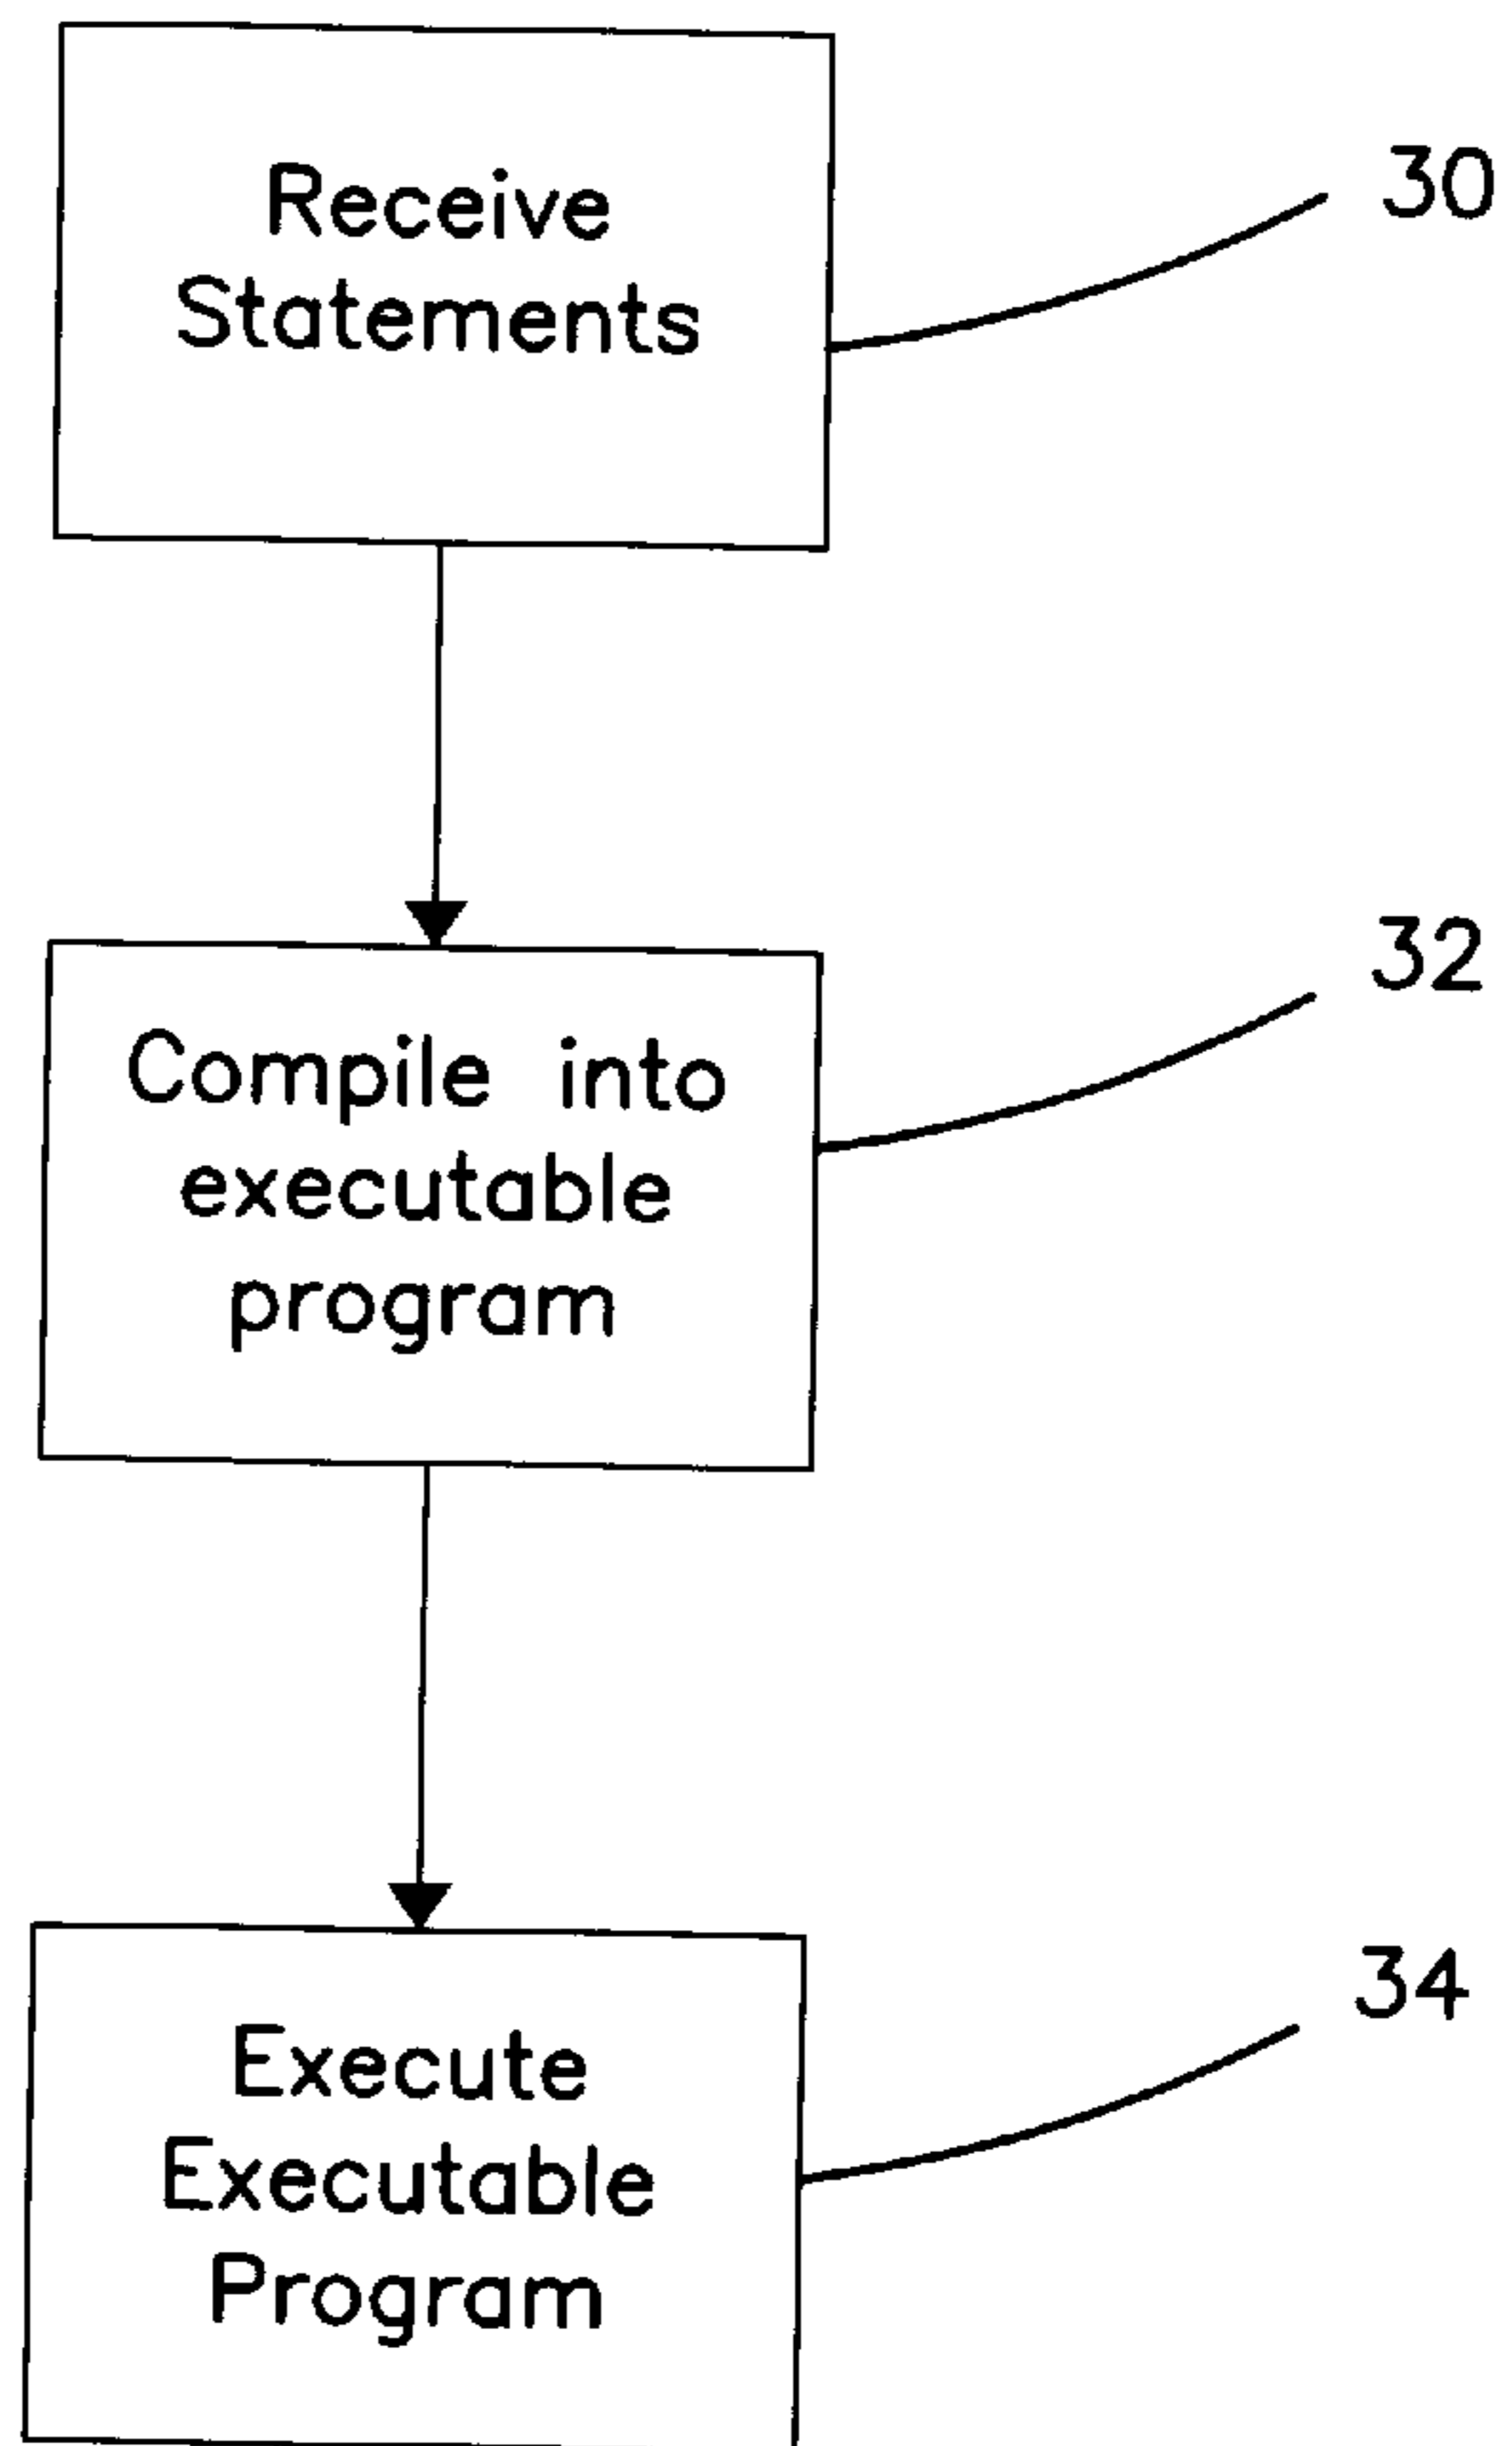 Receive
Statements
30
Compile into
executable
program
32
Execute
Executable
Program
34